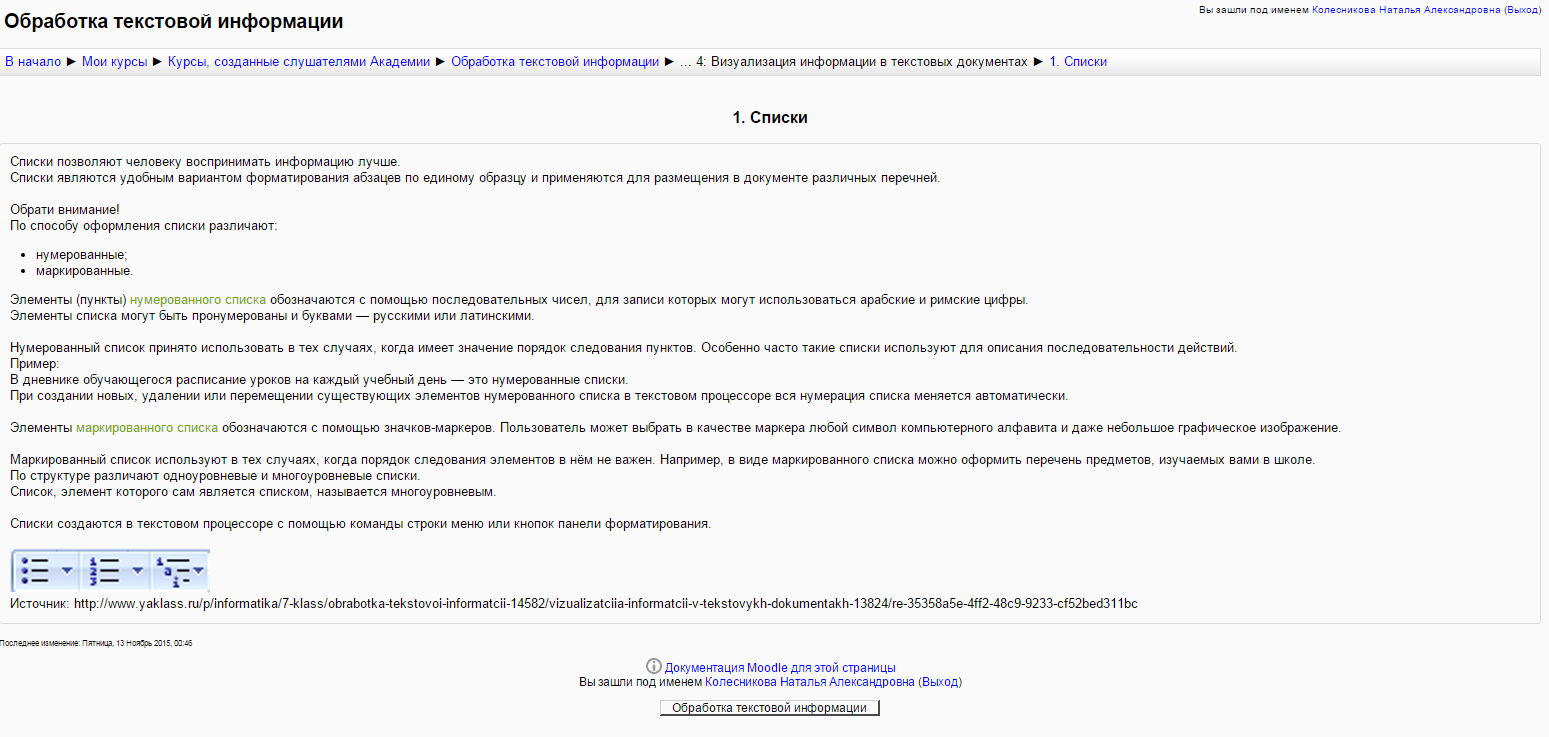 Вы зашли под именем Колесникова Наталья Александровна (Выход)
Обработка текстовой информации
В начало ► Мои курсы ► Курсы, созданные слушателями Академии ► Обработка текстовой информации ► ... 4: Визуализация информации в текстовых документах ► 1. Списки
1. Списки
Списки позволяют человеку воспринимать информацию лучше.
Списки являются удобным вариантом форматирования абзацев по единому образцу и применяются для размещения в документе различных перечней.
Обрати внимание!
По способу оформления списки различают:
• нумерованные;
• маркированные.
Элементы (пункты) нумерованного списка обозначаются с помощью последовательных чисел, для записи которых могут использоваться арабские и римские цифры.
Элементы списка могут быть пронумерованы и буквами — русскими или латинскими.
Нумерованный список принято использовать в тех случаях, когда имеет значение порядок следования пунктов. Особенно часто такие списки используют для описания последовательности действий.
Пример:
В дневнике обучающегося расписание уроков на каждый учебный день — это нумерованные списки.
При создании новых, удалении или перемещении существующих элементов нумерованного списка в текстовом процессоре вся нумерация списка меняется автоматически.
Элементы маркированного списка обозначаются с помощью значков-маркеров. Пользователь может выбрать в качестве маркера любой символ компьютерного алфавита и даже небольшое графическое изображение.
Маркированный список используют в тех случаях, когда порядок следования элементов в нём не важен. Например, в виде маркированного списка можно оформить перечень предметов, изучаемых вами в школе.
По структуре различают одноуровневые и многоуровневые списки.
Список, элемент которого сам является списком, называется многоуровневым.
Списки создаются в текстовом процессоре с помощью команды строки меню или кнопок панели форматирования.
1 2 3 1 a i
Источник: http://www.yaklass.ru/p/informatika/7-klass/obrabotka-tekstovoi-informatcii-14582/vizualizatciia-informatcii-v-tekstovykh-dokumentakh-13824/re-35358a5e-4ff2-48c9-9233-cf52bed311bc
Последнее изменение: Пятница, 13 Ноябрь 2015, 00:46
Документация Moodle для этой страницы
Вы зашли под именем Колесникова Наталья Александровна (Выход)
Обработка текстовой информации